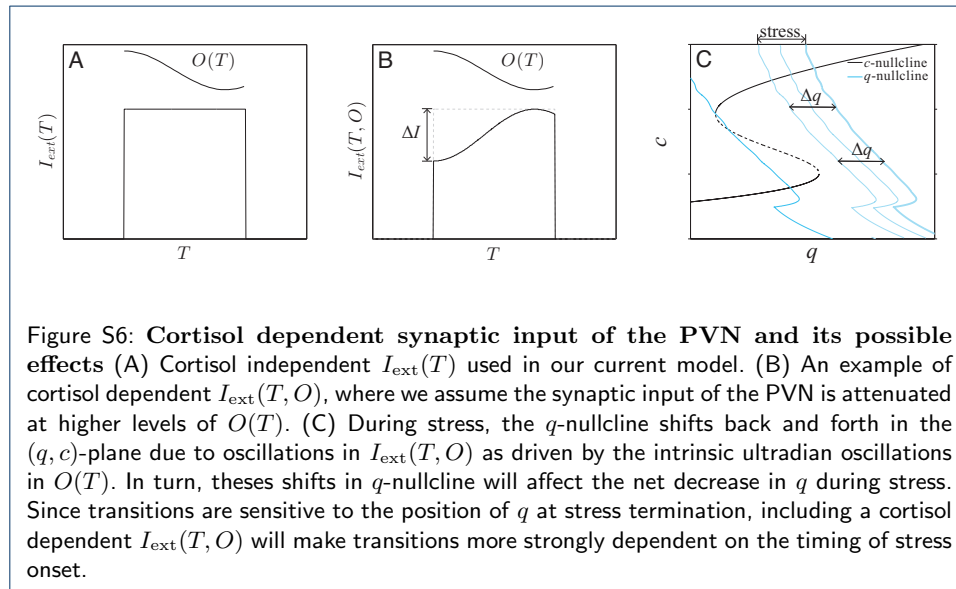 A
O(T)
I_ext(T)
T
B
O(T)
ΔI
I_ext(T, O)
T
stress
C
c-nullcline
q-nullcline
Δq
Δq
c
q
Figure S6: Cortisol dependent synaptic input of the PVN and its possible
effects (A) Cortisol independent I_ext(T) used in our current model. (B) An example of
cortisol dependent I_ext(T, O), where we assume the synaptic input of the PVN is attenuated
at higher levels of O(T). (C) During stress, the q-nullcline shifts back and forth in the
(q, c)-plane due to oscillations in I_ext(T, O) as driven by the intrinsic ultradian oscillations
in O(T). In turn, theses shifts in q-nullcline will affect the net decrease in q during stress.
Since transitions are sensitive to the position of q at stress termination, including a cortisol
dependent I_ext(T, O) will make transitions more strongly dependent on the timing of stress
onset.